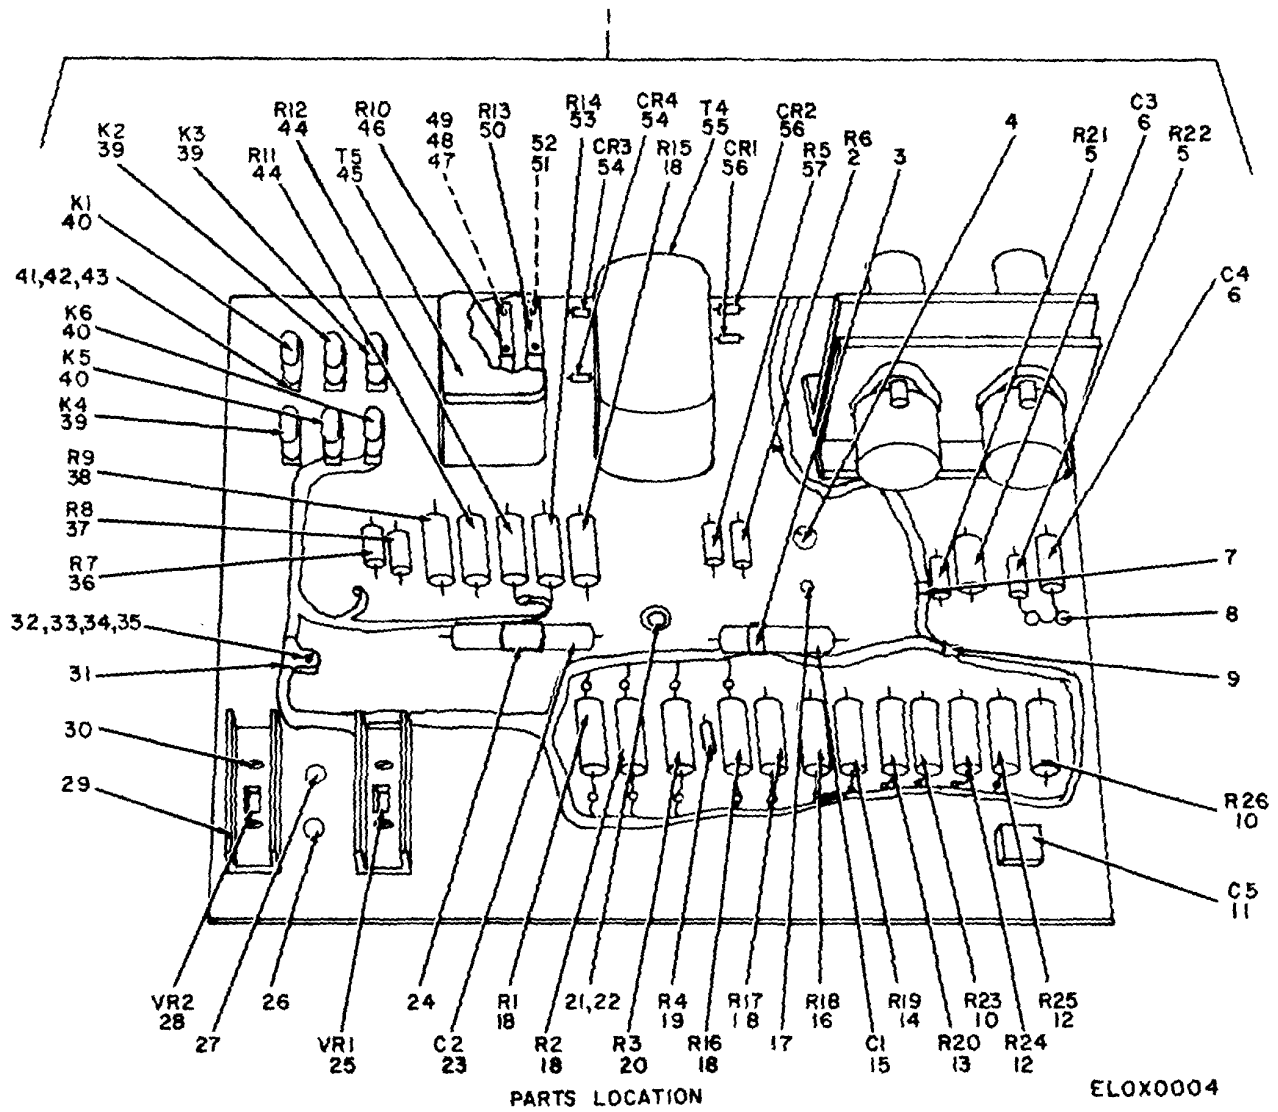 R12
44
R10
46
49
48
47
R13
50
52
51
R14
53
CR4
54
T4
55
CR2
56
R6
2
4
C3
6
K2
39
K3
39
R11
44
T5
45
CR3
54
R15
18
CR1
56
R5
57
3
R21
5
R22
5
K1
40
41,42,43
C4
6
K6
40
K5
40
K4
39
R9
38
R8
37
R7
36
7
32,33,34,35
8
31
9
30
29
R26
10
C5
11
VR2
28
26
24
R1
18
21,22
R4
19
R17
18
R18
16
R19
14
R23
10
R25
12
27
VR1
25
C2
23
R2
18
R3
20
R16
18
17
C1
15
R20
13
R24
12
PARTS LOCATION
ELOX0004